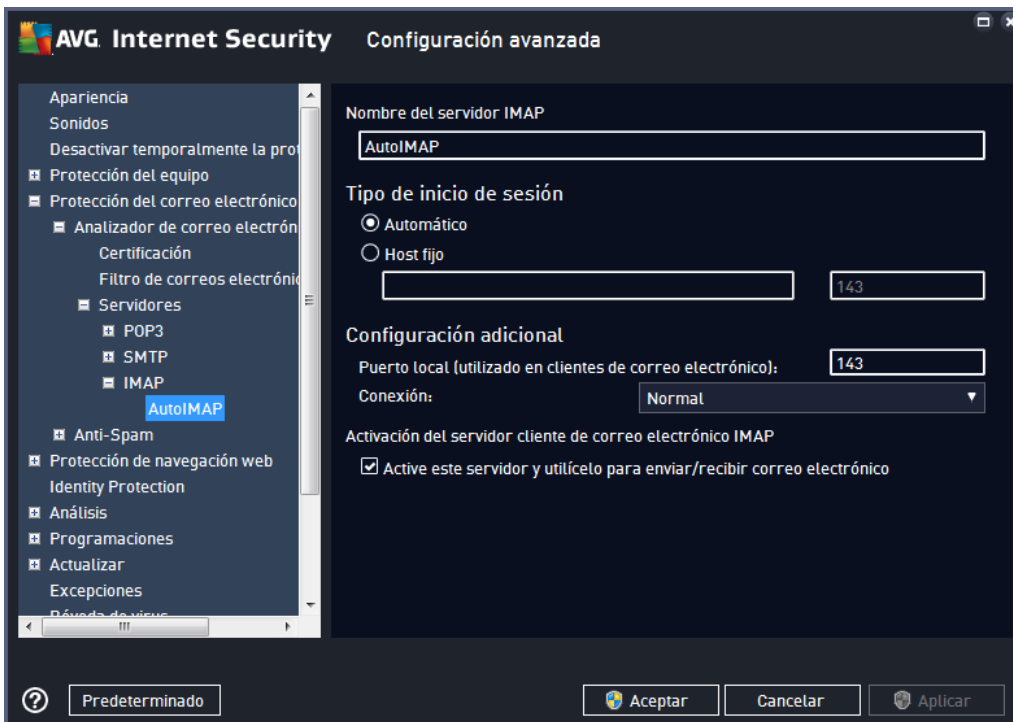 AVG Internet Security Configuración avanzada
Apariencia
Sonidos
Desactivar temporalmente la prot
Protección del equipo
Protección del correo electrónico
Analizador de correo electrón
Certificación
Filtro de correos electrónic
Servidores
POP3
SMTP
IMAP
AutoIMAP
Anti-Spam
Protección de navegación web
Identity Protection
Análisis
Programaciones
Actualizar
Excepciones
Bóveda de virus
Nombre del servidor IMAP
AutoIMAP
Tipo de inicio de sesión
Automático
Host fijo
143
Configuración adicional
Puerto local (utilizado en clientes de correo electrónico):
143
Conexión:
Normal
Activación del servidor cliente de correo electrónico IMAP
Active este servidor y utilícelo para enviar/recibir correo electrónico
Predeterminado
Aceptar
Cancelar
Aplicar